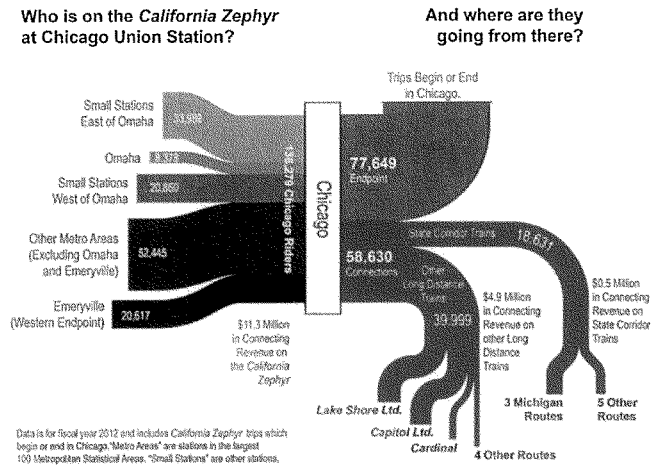 Who is on the California Zephyr
at Chicago Union Station?
And where are they
going from there?
Trips Begin or End
in Chicago.
Small Stations
East of Omaha
Omaha
Small Stations
West of Omaha
20,860
Other Metro Areas
(Excluding Omaha
and Emeryville)
52,445
Emeryville
(Western Endpoint)
20,617
136,279 Chicago Riders
Chicago
77,649
Endpoint
58,630
Connections
State Corridor Trains
18,631
Other
Long Distance
Trains
39,999
$11.3 Million
in Connecting
Revenue on
the California
Zephyr
$4.9 Million
in Connecting
Revenue on
other Long
Distance
Trains
$0.5 Million
in Connecting
Revenue on
State Corridor
Trains
Lake Shore Ltd.
Capitol Ltd.
Cardinal
4 Other Routes
3 Michigan
Routes
5 Other
Routes
Data is for fiscal year 2012 and includes California Zephyr trips which
begin or end in Chicago. "Metro Areas" are stations in the largest
100 Metropolitan Statistical Areas. "Small Stations" are other stations.